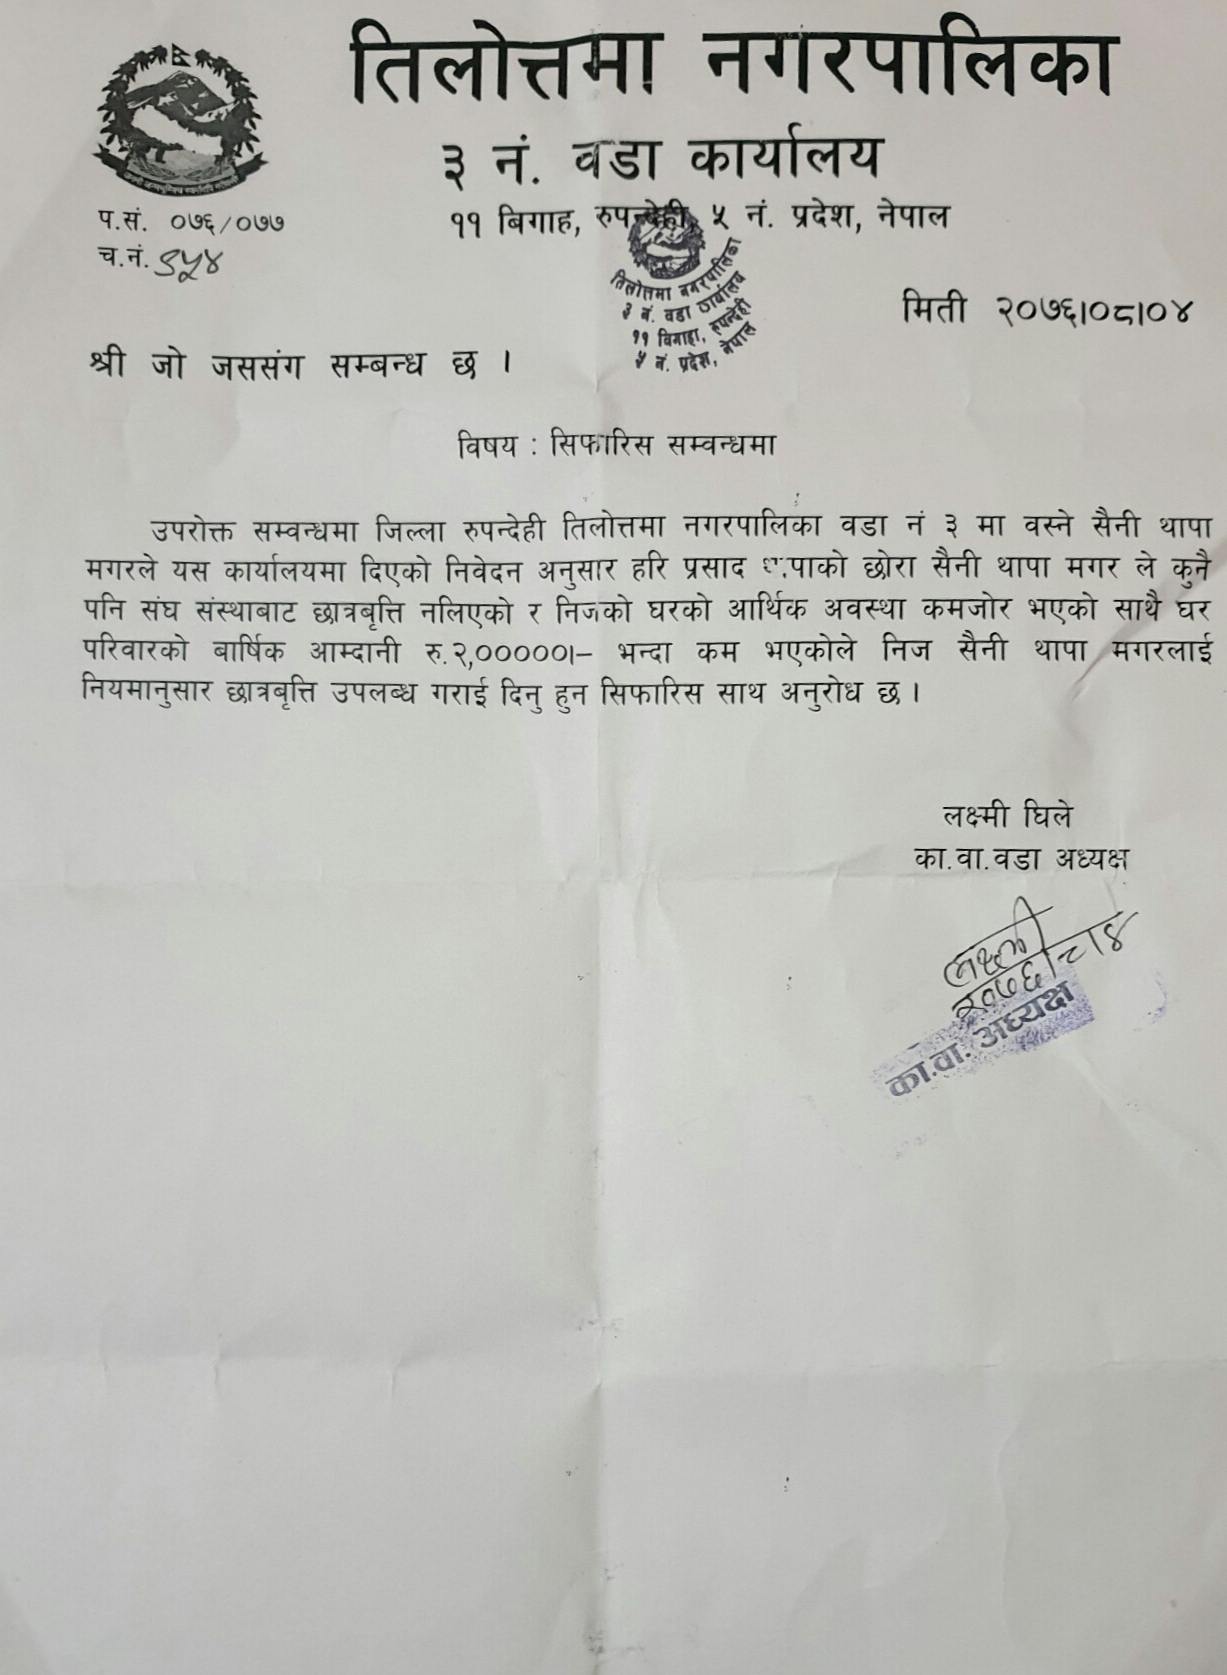 तिलोत्तमा नगरपालिका
३ नं. वडा कार्यालय
११ बिगाह, रुपन्देही, ५ नं. प्रदेश, नेपाल
प.सं. ०७६/०७७
च.नं. ९५४
तिलोत्तमा नगरपालिका
३ नं. वडा कार्यालय
११ बिगाहा, रुपन्देही
५ नं. प्रदेश, नेपाल
मिती २०७६।०८।०४
श्री जो जससंग सम्बन्ध छ ।
विषय : सिफारिस सम्वन्धमा
उपरोक्त सम्वन्धमा जिल्ला रुपन्देही तिलोत्तमा नगरपालिका वडा नं ३ मा वस्ने सैनी थापा
मगरले यस कार्यालयमा दिएको निवेदन अनुसार हरि प्रसाद थापाको छोरा सैनी थापा मगर ले कुनै
पनि संघ संस्थाबाट छात्रबृत्ति नलिएको र निजको घरको आर्थिक अवस्था कमजोर भएको साथै घर
परिवारको बार्षिक आम्दानी रु.२,०००००।– भन्दा कम भएकोले निज सैनी थापा मगरलाई
नियमानुसार छात्रबृत्ति उपलब्ध गराई दिनु हुन सिफारिस साथ अनुरोध छ ।
लक्ष्मी घिले
का.वा.वडा अध्यक्ष
लक्ष्मी
२०७६।८।४
का.वा. अध्यक्ष